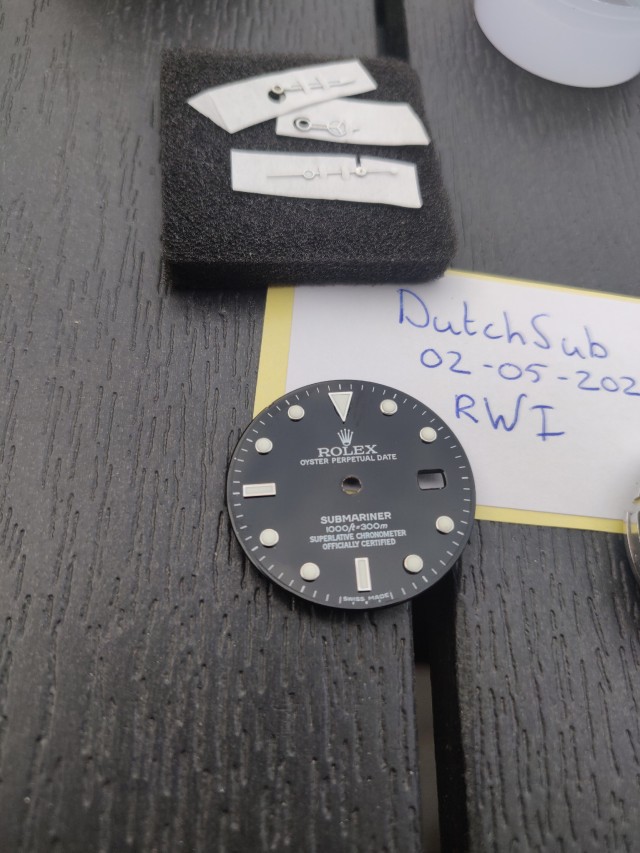 DutchSub
02-05-202
RWI
ROLEX
OYSTER PERPETUAL DATE
SUBMARINER
1000ft=300m
SUPERLATIVE CHRONOMETER
OFFICIALLY CERTIFIED
SWISS MADE